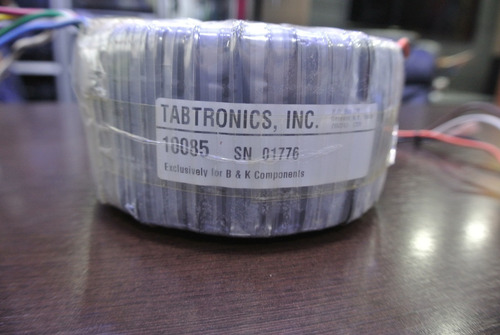 TABTRONICS, INC.
10085 SN 01776
Exclusively for B & K Components